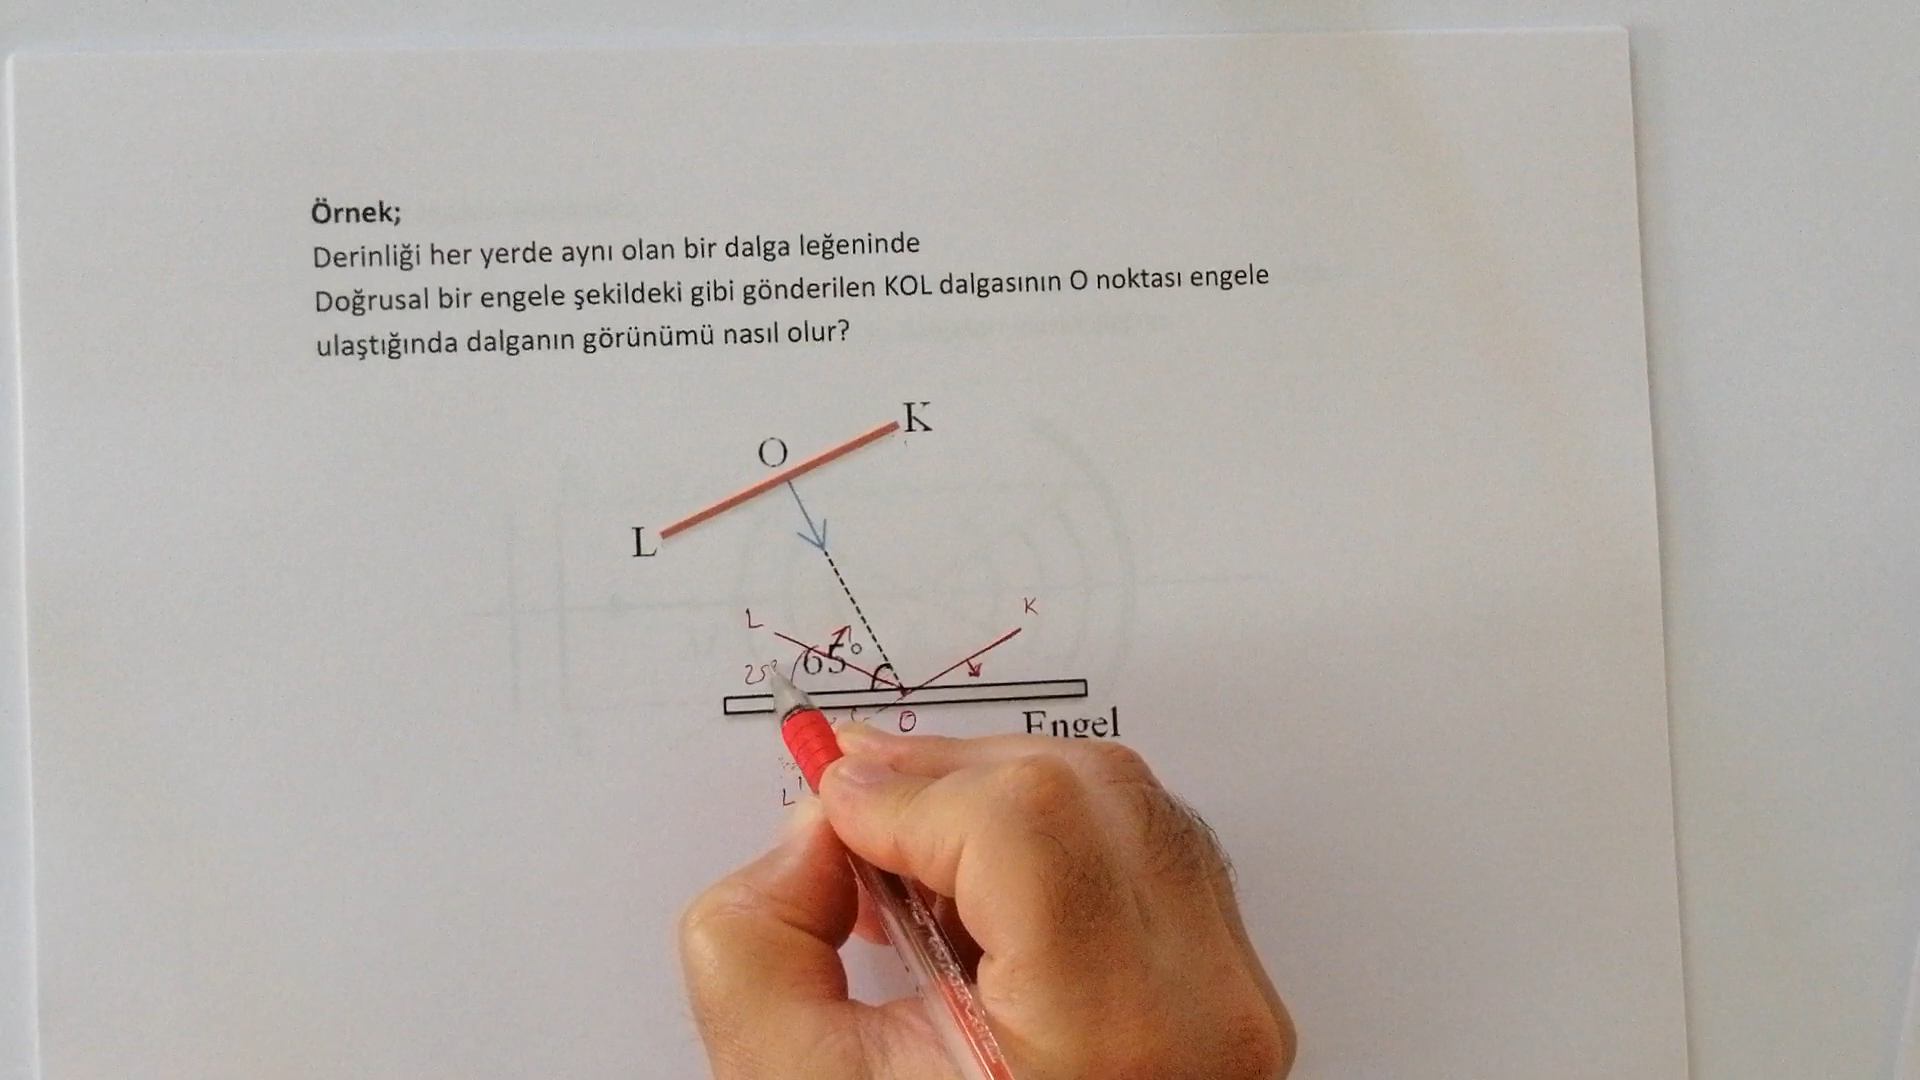 Örnek;
Derinliği her yerde aynı olan bir dalga leğeninde
Doğrusal bir engele şekildeki gibi gönderilen KOL dalgasının O noktası engele
ulaştığında dalganın görünümü nasıl olur?
K
O
L
K
L
65°
25°
O
Engel
L'